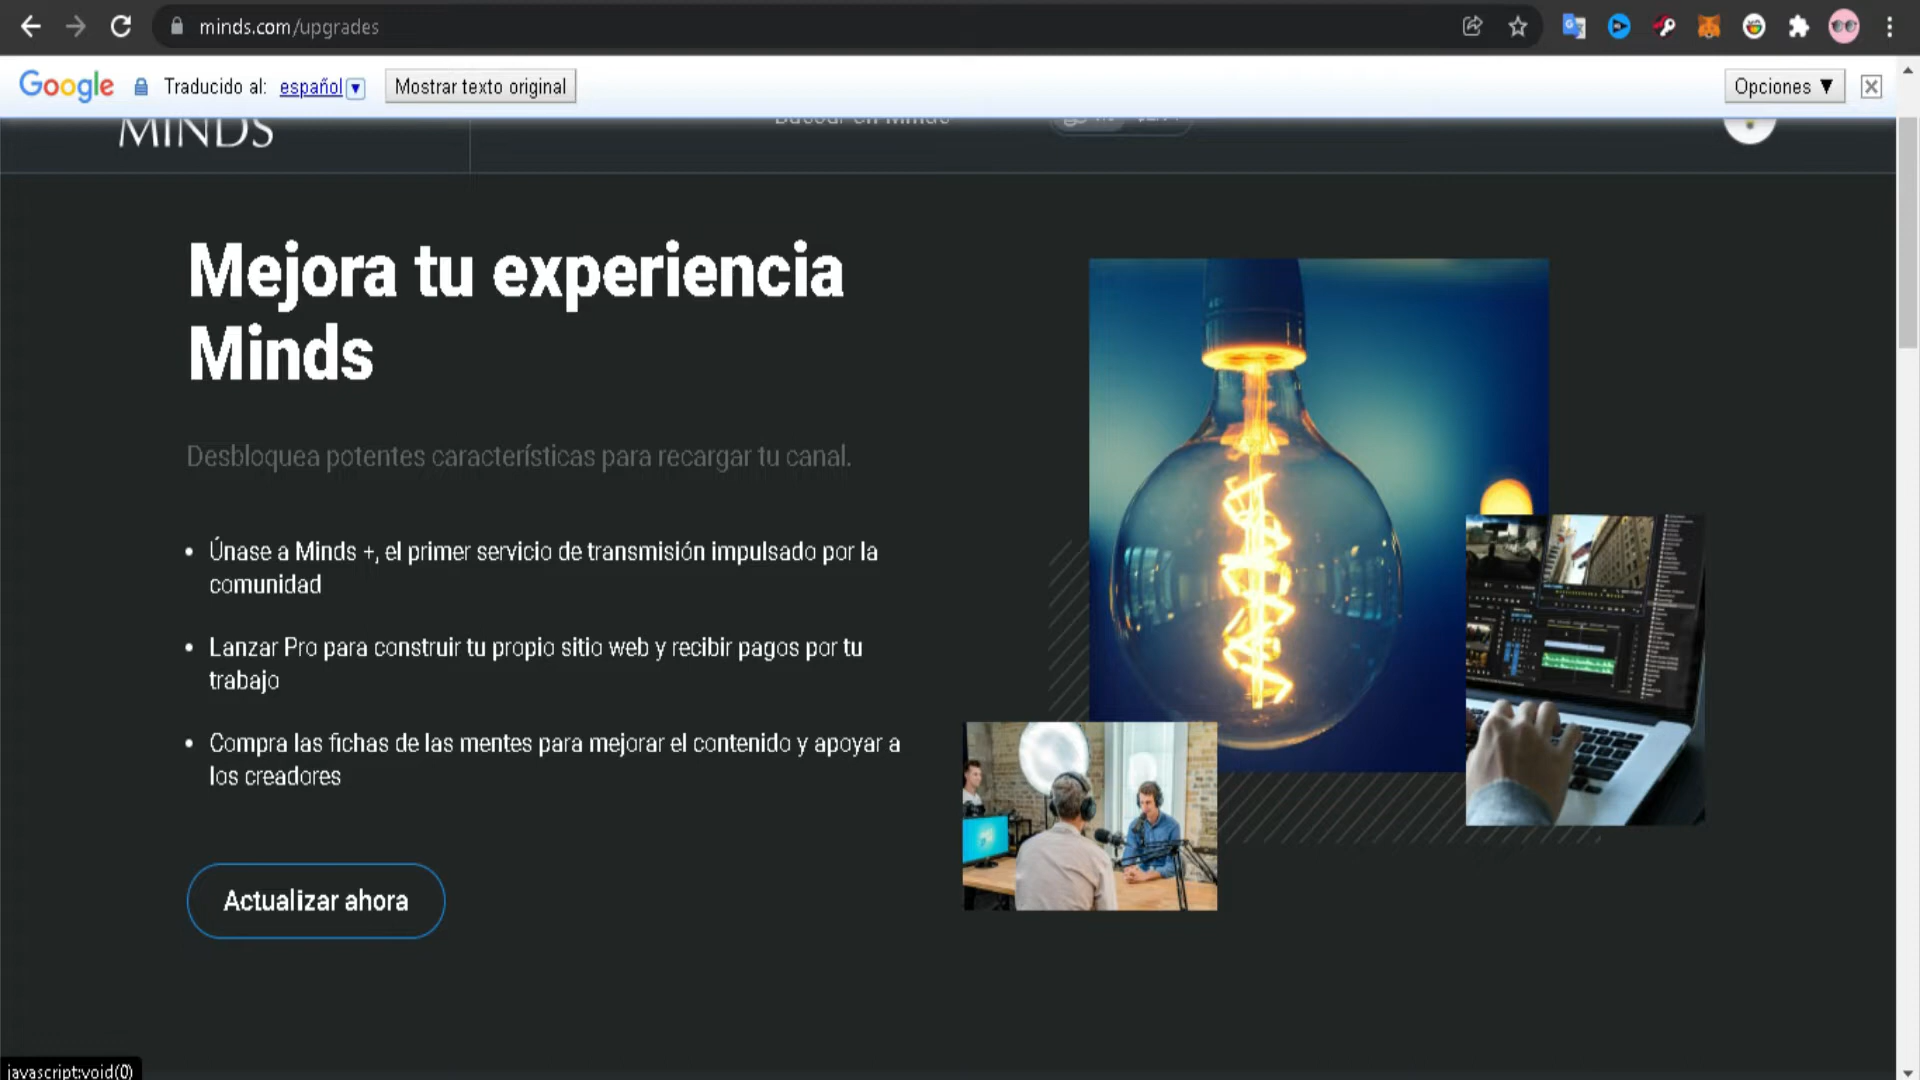 minds.com/upgrades
Google Traducido al: español Mostrar texto original Opciones ▼
MINDS
Mejora tu experiencia
Minds
Desbloquea potentes características para recargar tu canal.
• Únase a Minds +, el primer servicio de transmisión impulsado por la
comunidad
• Lanzar Pro para construir tu propio sitio web y recibir pagos por tu
trabajo
• Compra las fichas de las mentes para mejorar el contenido y apoyar a
los creadores
Actualizar ahora
javascript:void(0)